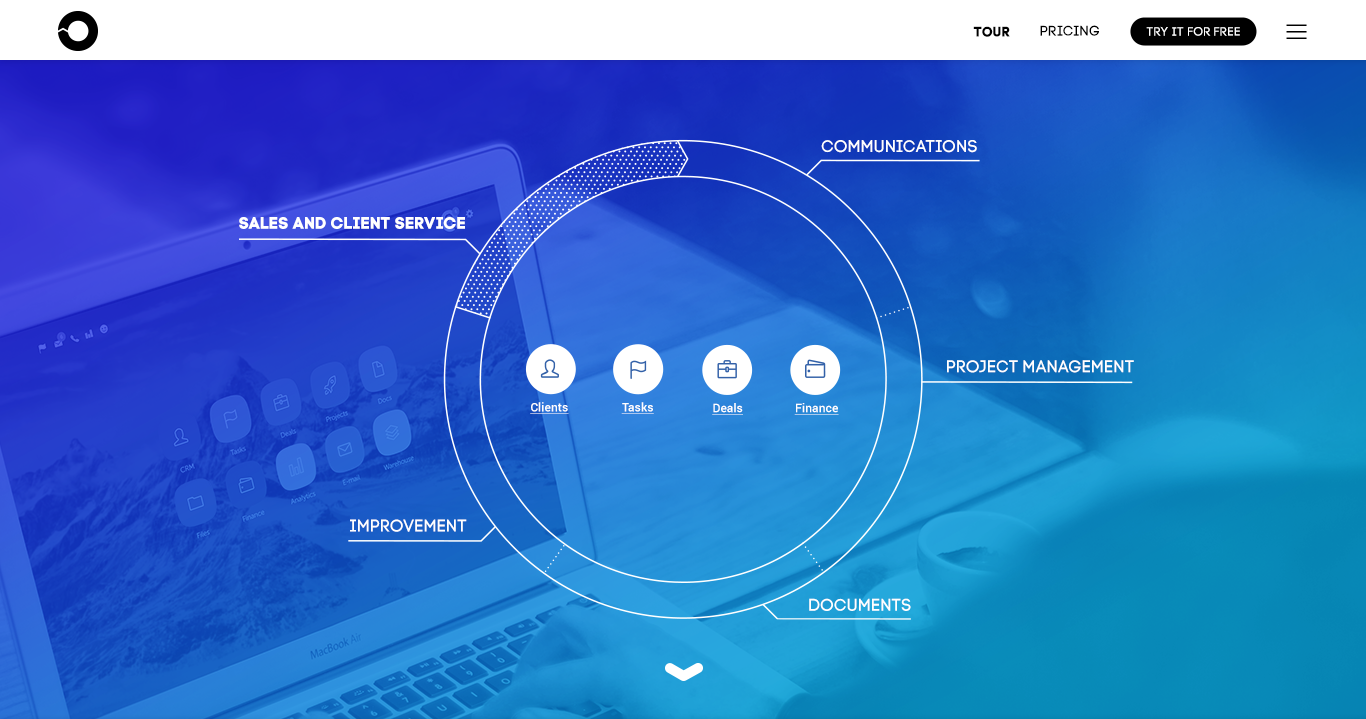 TOUR
PRICING
TRY IT FOR FREE
COMMUNICATIONS
SALES AND CLIENT SERVICE
PROJECT MANAGEMENT
Clients
Tasks
Deals
Finance
IMPROVEMENT
DOCUMENTS
Docs
Projects
Deals
Tasks
CRM
Warehouse
E-mail
Analytics
Finance
Files
MacBook Air